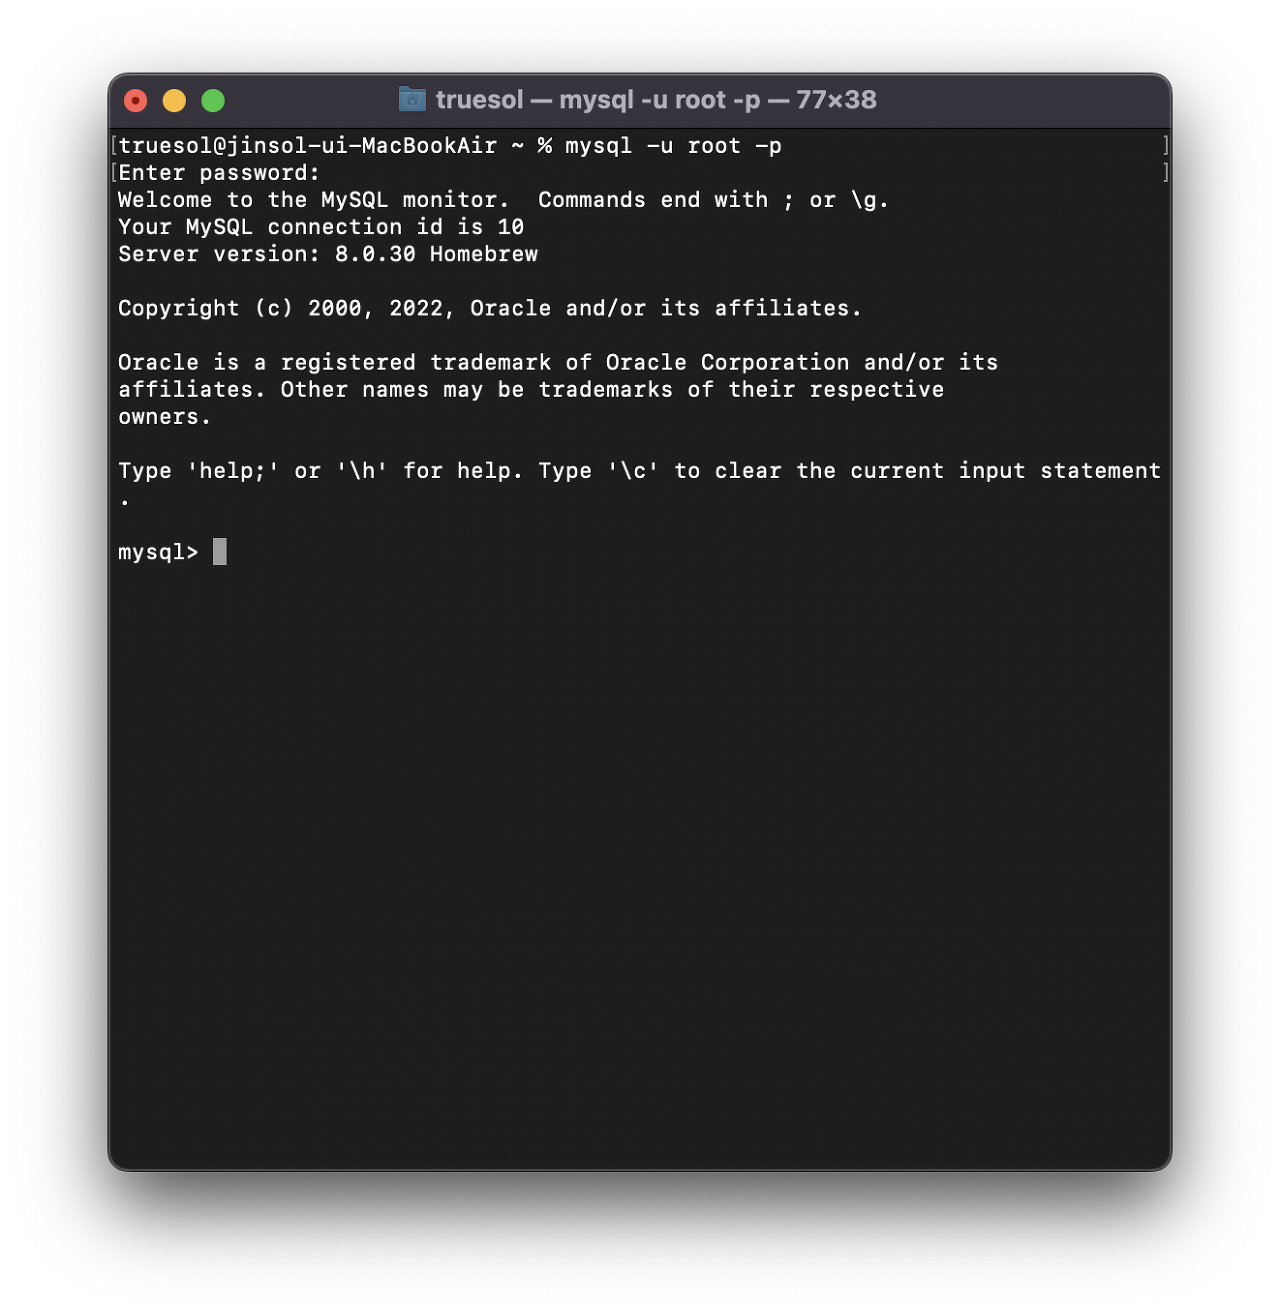 truesol — mysql -u root -p — 77×38
[truesol@jinsol-ui-MacBookAir ~ % mysql -u root -p ]
[Enter password: ]
Welcome to the MySQL monitor.  Commands end with ; or \g.
Your MySQL connection id is 10
Server version: 8.0.30 Homebrew
Copyright (c) 2000, 2022, Oracle and/or its affiliates.
Oracle is a registered trademark of Oracle Corporation and/or its
affiliates. Other names may be trademarks of their respective
owners.
Type 'help;' or '\h' for help. Type '\c' to clear the current input statement
.
mysql>